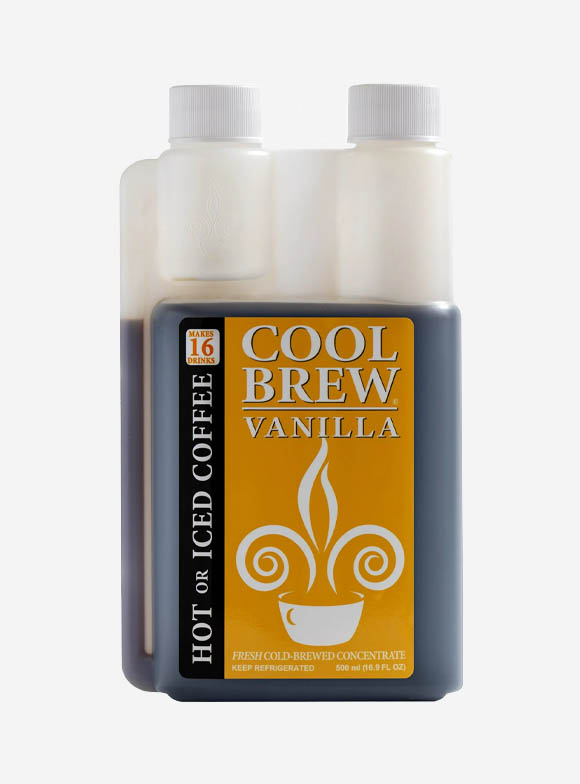 MAKES
16
DRINKS
HOT OR ICED COFFEE
COOL
BREW©
VANILLA
FRESH COLD-BREWED CONCENTRATE
KEEP REFRIGERATED 500 ml (16.9 FL OZ)